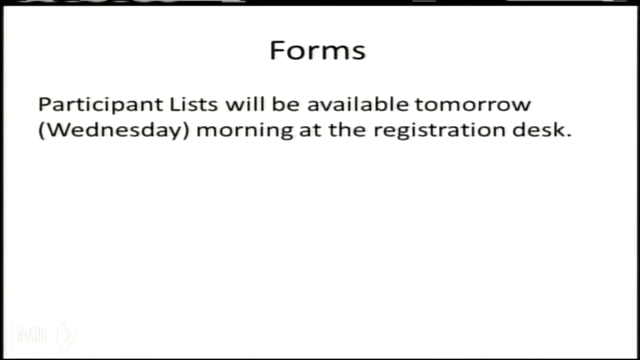 Forms
Participant Lists will be available tomorrow
(Wednesday) morning at the registration desk.